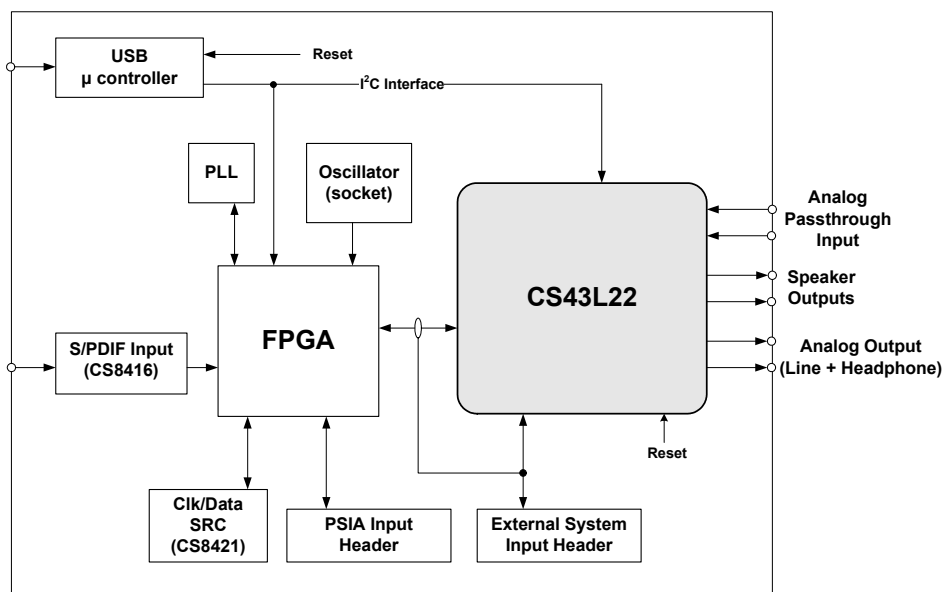 USB
µ controller
Reset
I²C Interface
PLL
Oscillator
(socket)
Analog
Passthrough
Input
CS43L22
Speaker
Outputs
FPGA
S/PDIF Input
(CS8416)
Analog Output
(Line + Headphone)
Reset
Clk/Data
SRC
(CS8421)
PSIA Input
Header
External System
Input Header